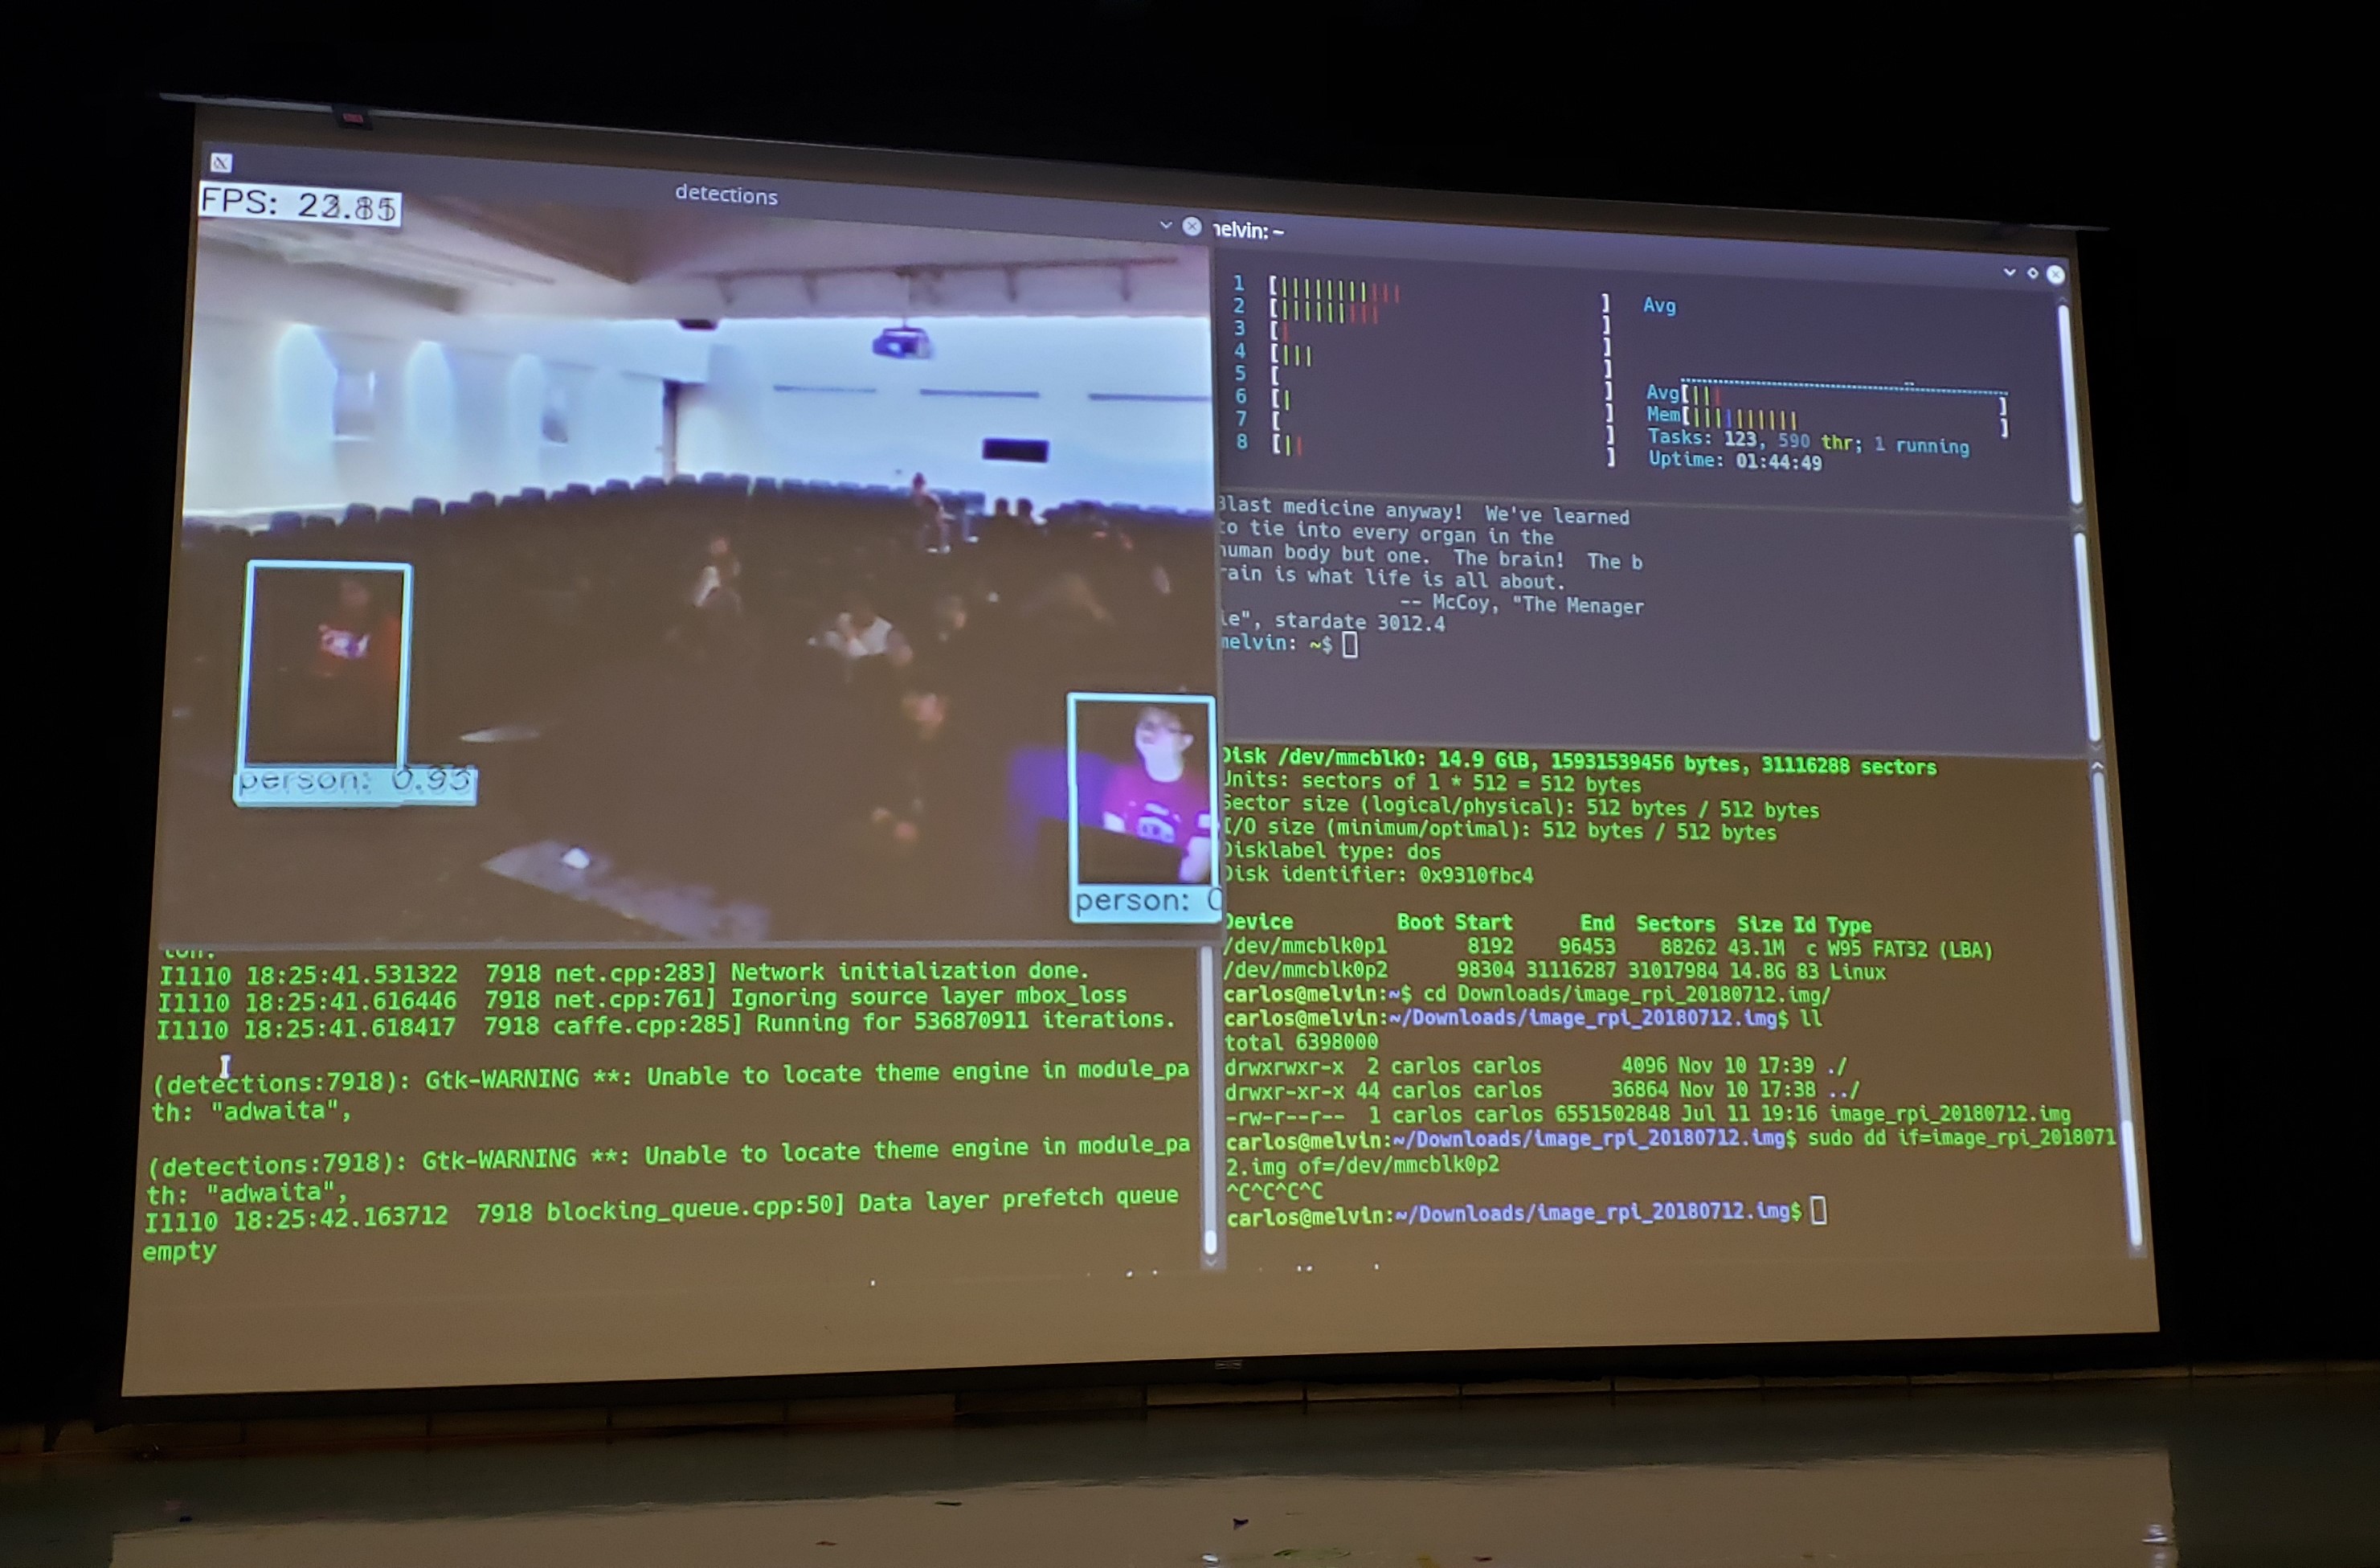 detections
FPS:
person: 0.95
person:
I1110 18:25:41.531322  7918 net.cpp:283] Network initialization done.
I1110 18:25:41.616446  7918 net.cpp:761] Ignoring source layer mbox_loss
I1110 18:25:41.618417  7918 caffe.cpp:285] Running for 536870911 iterations.
(detections:7918): Gtk-WARNING **: Unable to locate theme engine in module_pa
th: "adwaita",
(detections:7918): Gtk-WARNING **: Unable to locate theme engine in module_pa
th: "adwaita",
I1110 18:25:42.163712  7918 blocking_queue.cpp:50] Data layer prefetch queue
empty
elvin: ~
1
2
3
4
5
6
7
8
Avg
Avg
Mem
Tasks: 123, 590 thr; 1 running
Uptime: 01:44:49
Blast medicine anyway!  We've learned
to tie into every organ in the
human body but one.  The brain!  The b
rain is what life is all about.
-- McCoy, "The Menager
ie", stardate 3012.4
melvin: ~$
Disk /dev/mmcblk0: 14.9 GiB, 15931539456 bytes, 31116288 sectors
Units: sectors of 1 * 512 = 512 bytes
Sector size (logical/physical): 512 bytes / 512 bytes
I/O size (minimum/optimal): 512 bytes / 512 bytes
Disklabel type: dos
Disk identifier: 0x9310fbc4
Device         Boot Start      End  Sectors  Size Id Type
/dev/mmcblk0p1       8192    96453    88262 43.1M  c W95 FAT32 (LBA)
/dev/mmcblk0p2      98304 31116287 31017984 14.8G 83 Linux
carlos@melvin:~$ cd Downloads/image_rpi_20180712.img/
carlos@melvin:~/Downloads/image_rpi_20180712.img$ ll
total 6398000
drwxrwxr-x  2 carlos carlos       4096 Nov 10 17:39 ./
drwxr-xr-x 44 carlos carlos      36864 Nov 10 17:38 ../
-rw-r--r--  1 carlos carlos 6551502848 Jul 11 19:16 image_rpi_20180712.img
carlos@melvin:~/Downloads/image_rpi_20180712.img$ sudo dd if=image_rpi_2018071
2.img of=/dev/mmcblk0p2
^C^C^C^C
carlos@melvin:~/Downloads/image_rpi_20180712.img$